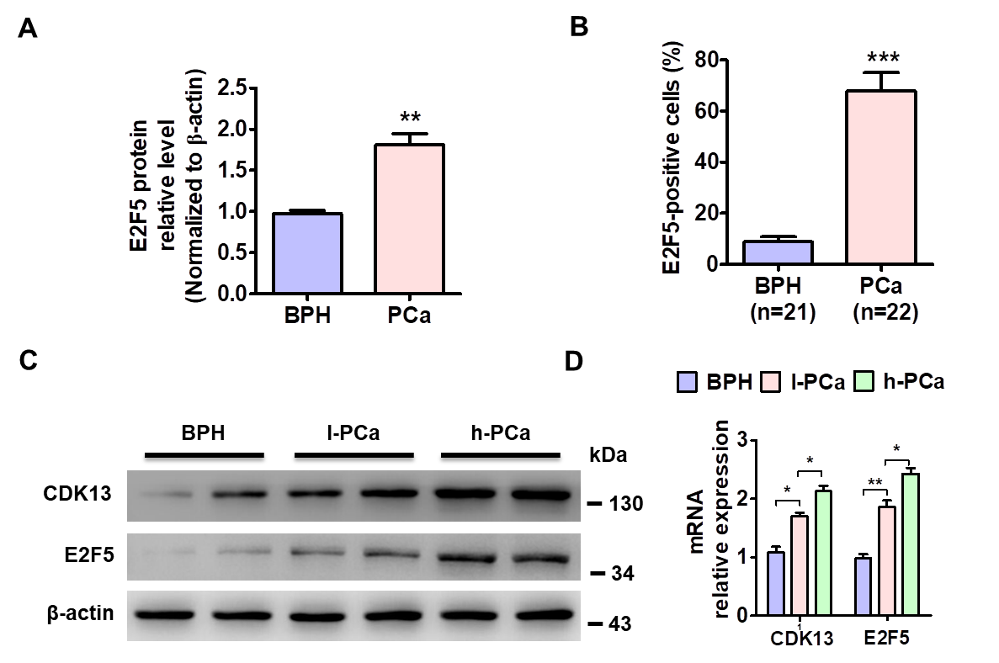 A
E2F5 protein
relative level
(Normalized to β-actin)
2.5
2.0
1.5
1.0
0.5
0.0
**
BPH
PCa
B
E2F5-positive cells (%)
80
60
40
20
0
***
BPH
(n=21)
PCa
(n=22)
C
BPH
l-PCa
h-PCa
kDa
CDK13
130
E2F5
34
β-actin
43
D
BPH
l-PCa
h-PCa
mRNA
relative expression
3
2
1
0
*
*
**
*
1
CDK13
E2F5